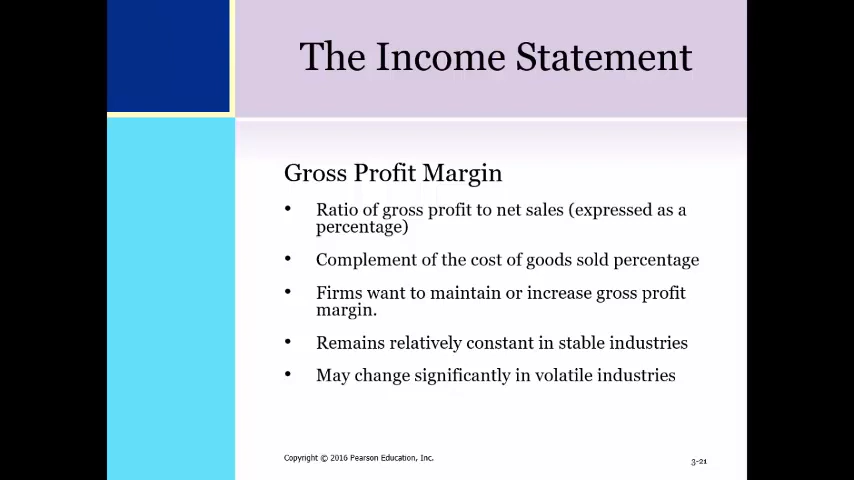 The Income Statement
Gross Profit Margin
• Ratio of gross profit to net sales (expressed as a
percentage)
• Complement of the cost of goods sold percentage
• Firms want to maintain or increase gross profit
margin.
• Remains relatively constant in stable industries
• May change significantly in volatile industries
Copyright © 2016 Pearson Education, Inc.
3-21